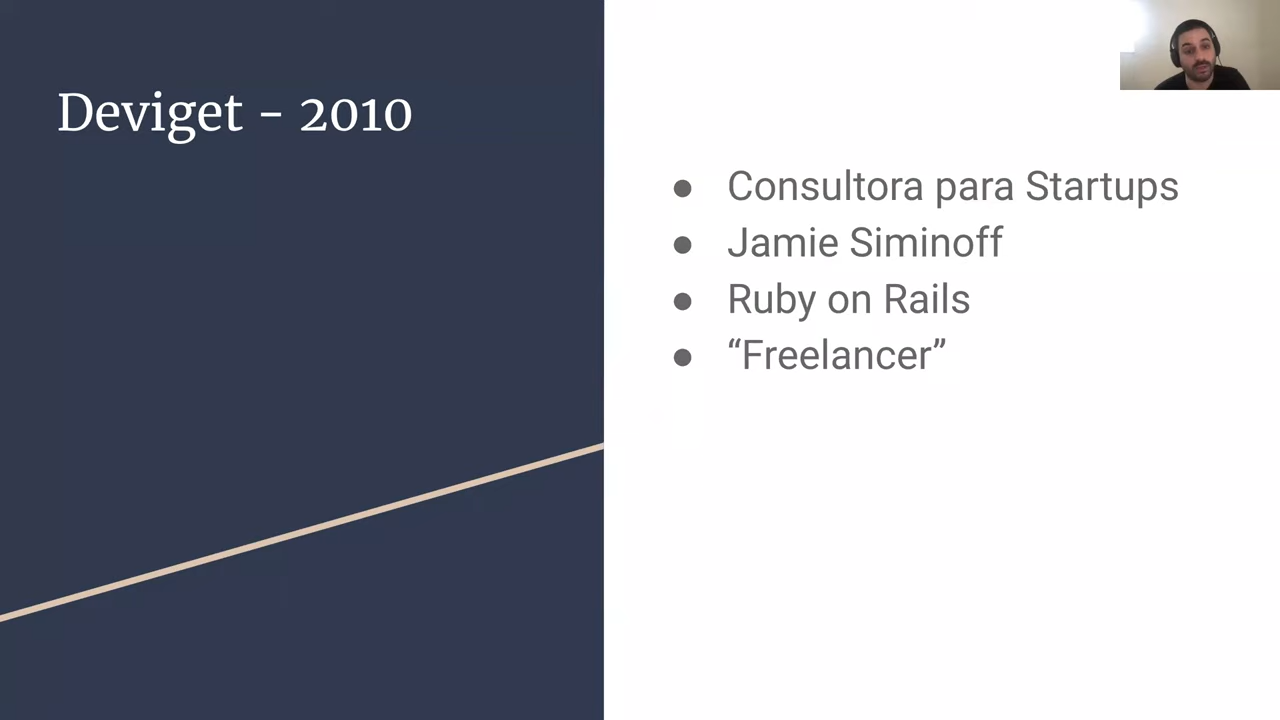 Deviget - 2010
● Consultora para Startups
● Jamie Siminoff
● Ruby on Rails
● “Freelancer”